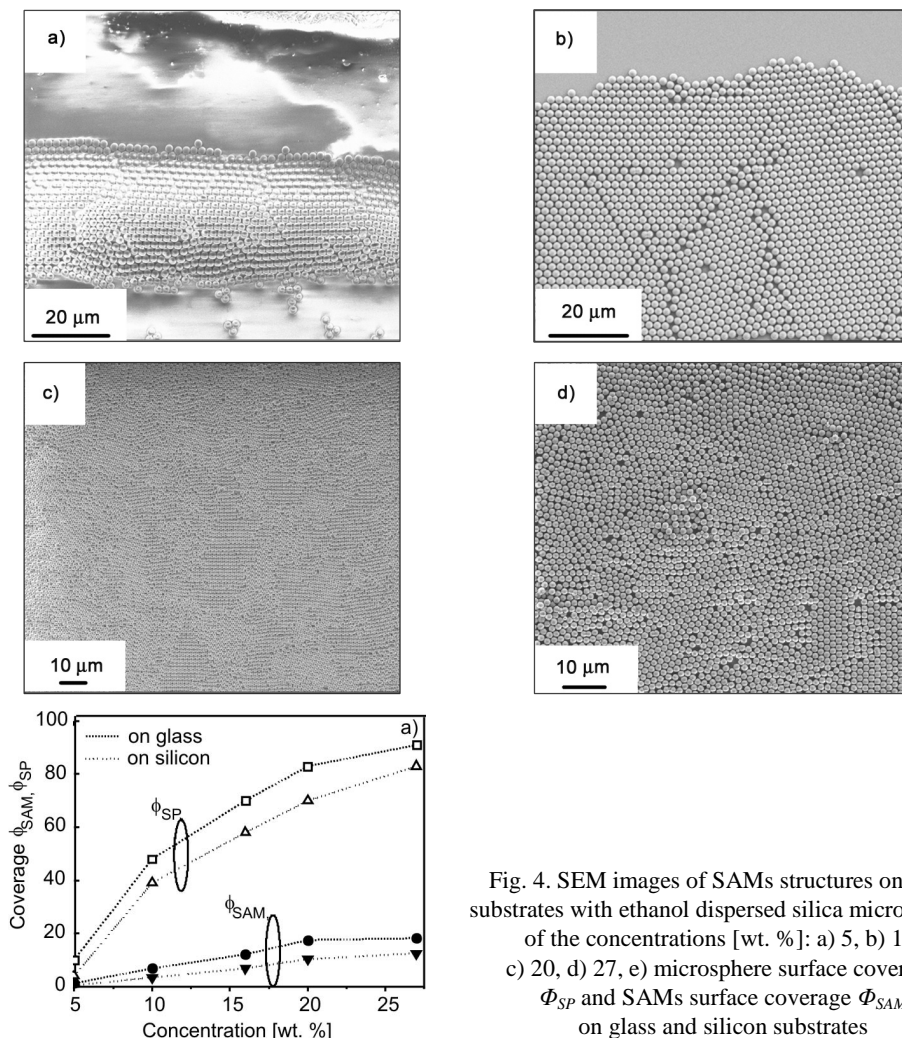 a)
20 μm
b)
20 μm
c)
10 μm
d)
10 μm
100
80
60
40
20
0
Coverage ϕSAM, ϕSP
on glass
on silicon
a)
ϕSP
ϕSAM,
5 10 15 20 25
Concentration [wt. %]
Fig. 4. SEM images of SAMs structures on
substrates with ethanol dispersed silica
of the concentrations [wt. %]: a) 5, b)
c) 20, d) 27, e) microsphere surface
ΦSP and SAMs surface coverage ΦSAM
on glass and silicon substrates